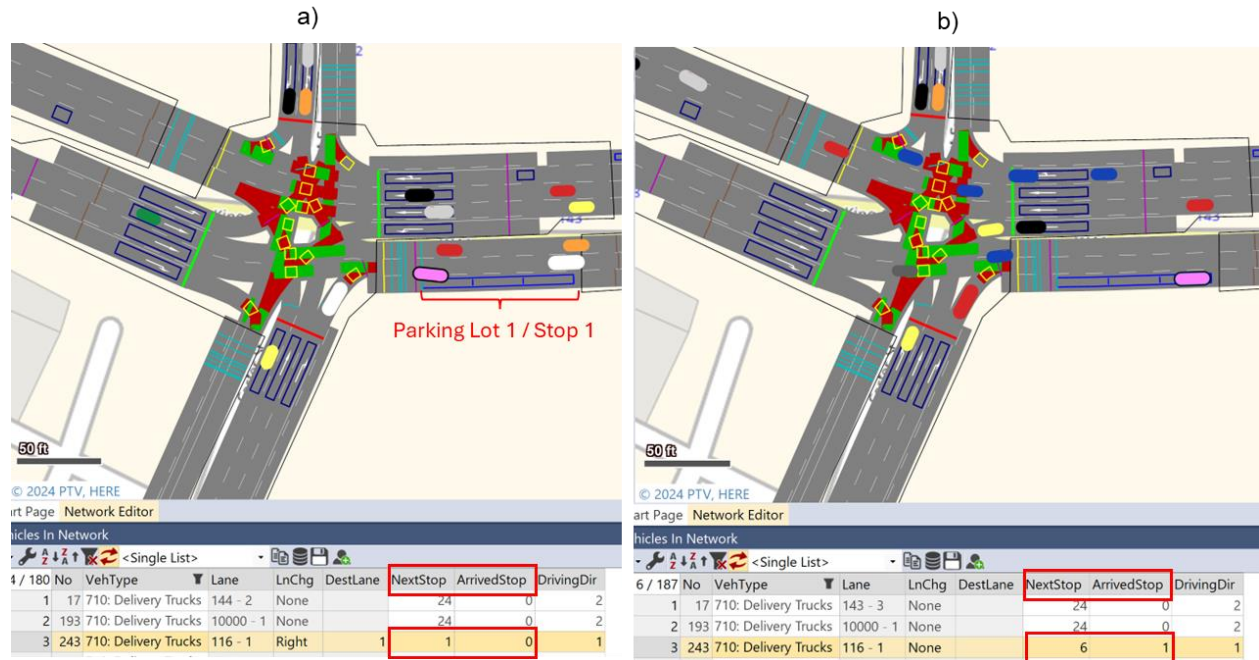 a)
b)
2
143
Parking Lot 1 / Stop 1
50 ft
© 2024 PTV, HERE
art Page Network Editor
hicles In Network
<Single List>
4 / 180 No VehType Lane LnChg DestLane NextStop ArrivedStop DrivingDir
1 17 710: Delivery Trucks 144 - 2 None 24 0 2
2 193 710: Delivery Trucks 10000 - 1 None 24 0 2
3 243 710: Delivery Trucks 116 - 1 Right 1 1 0 1
2
3
143
50 ft
© 2024 PTV, HERE
art Page Network Editor
hicles In Network
<Single List>
6 / 187 No VehType Lane LnChg DestLane NextStop ArrivedStop DrivingDir
1 17 710: Delivery Trucks 143 - 3 None 24 0 2
2 193 710: Delivery Trucks 10000 - 1 None 24 0 2
3 243 710: Delivery Trucks 116 - 1 None 6 1 1